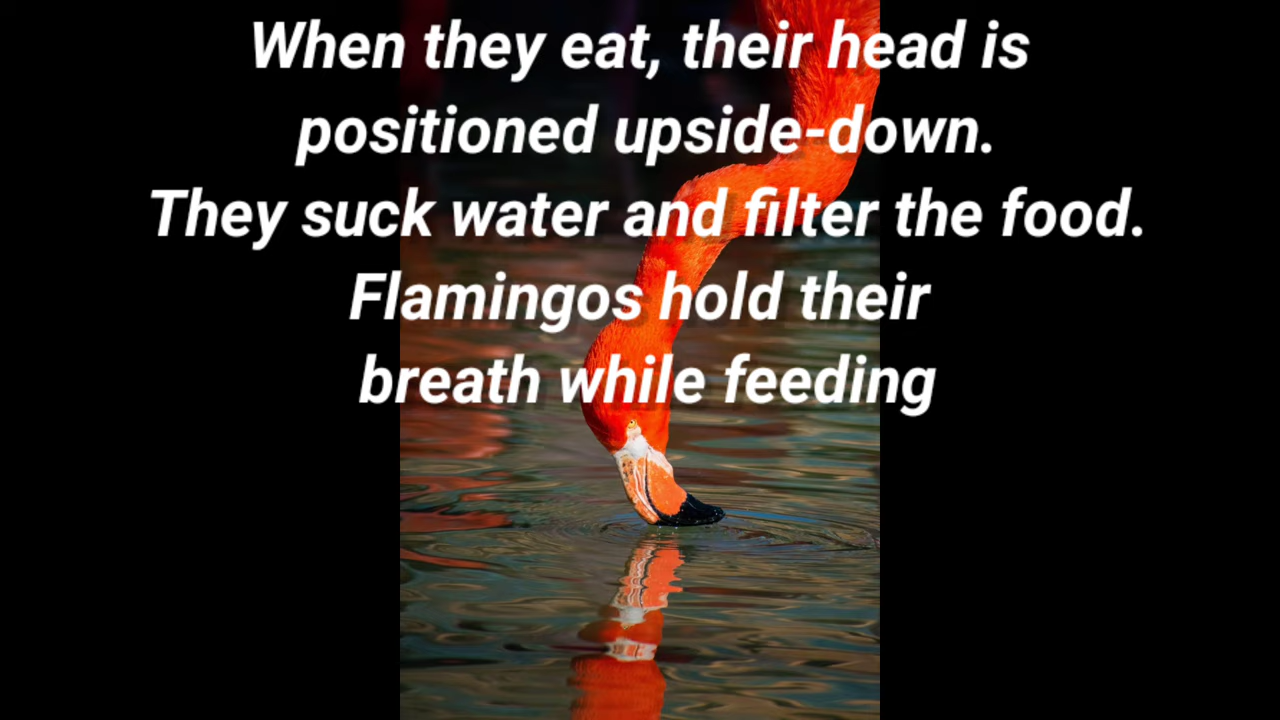 When they eat, their head is
positioned upside-down.
They suck water and filter the food.
Flamingos hold their
breath while feeding